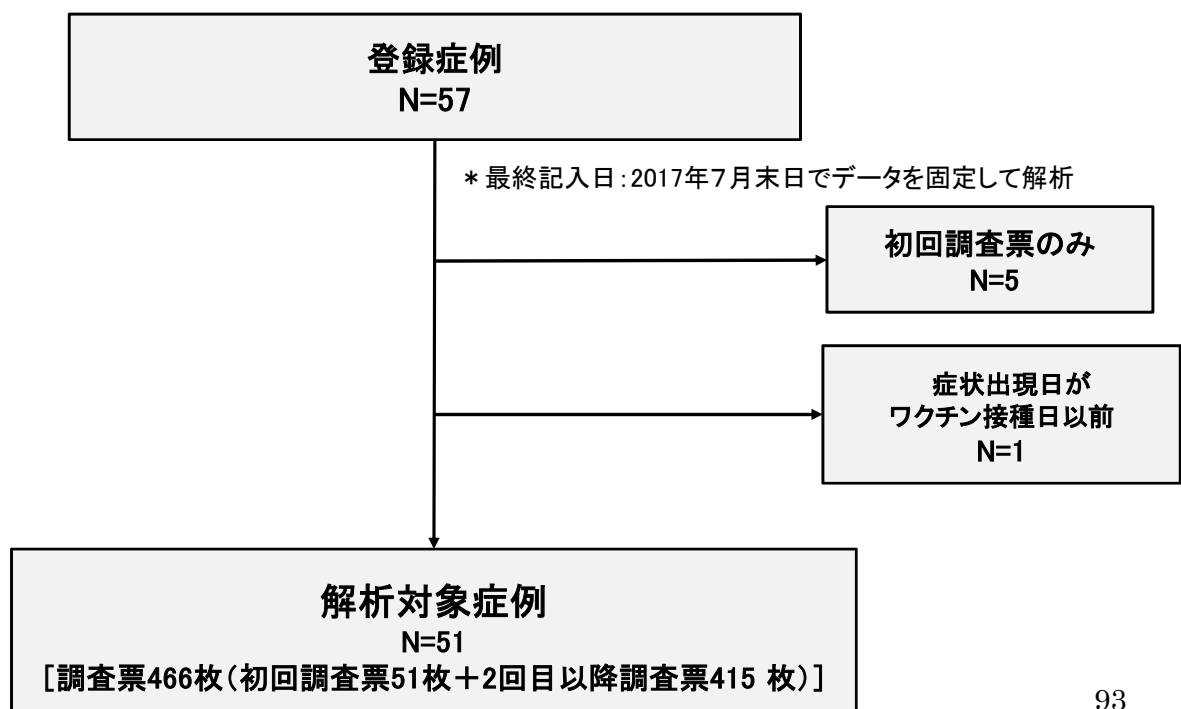 登録症例
N=57
＊最終記入日：2017年７月末日でデータを固定して解析
初回調査票のみ
N=5
症状出現日が
ワクチン接種日以前
N=1
解析対象症例
N=51
［調査票466枚（初回調査票51枚＋2回目以降調査票415 枚）］
93